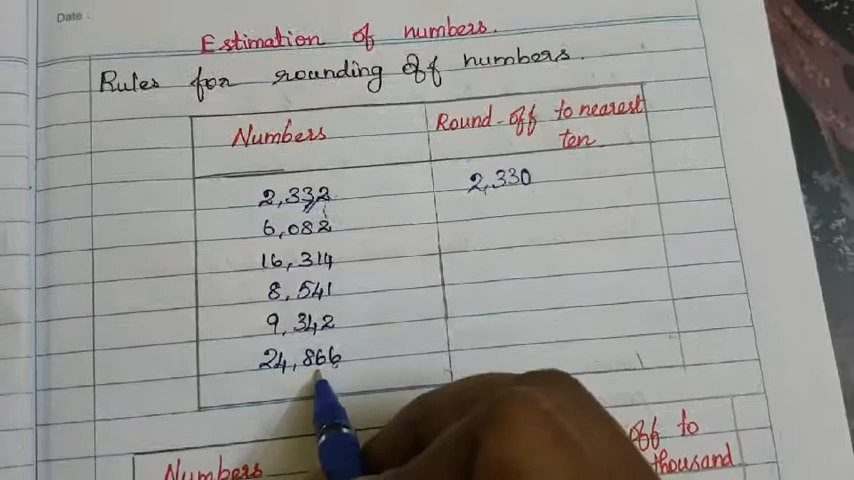 Date :
Estimation of numbers.
Rules for rounding off numbers.
Numbers Round-off to nearest ten
2,332 2,330
6,082
16,314
8,541
9,342
24,866
Numbers off to thousand